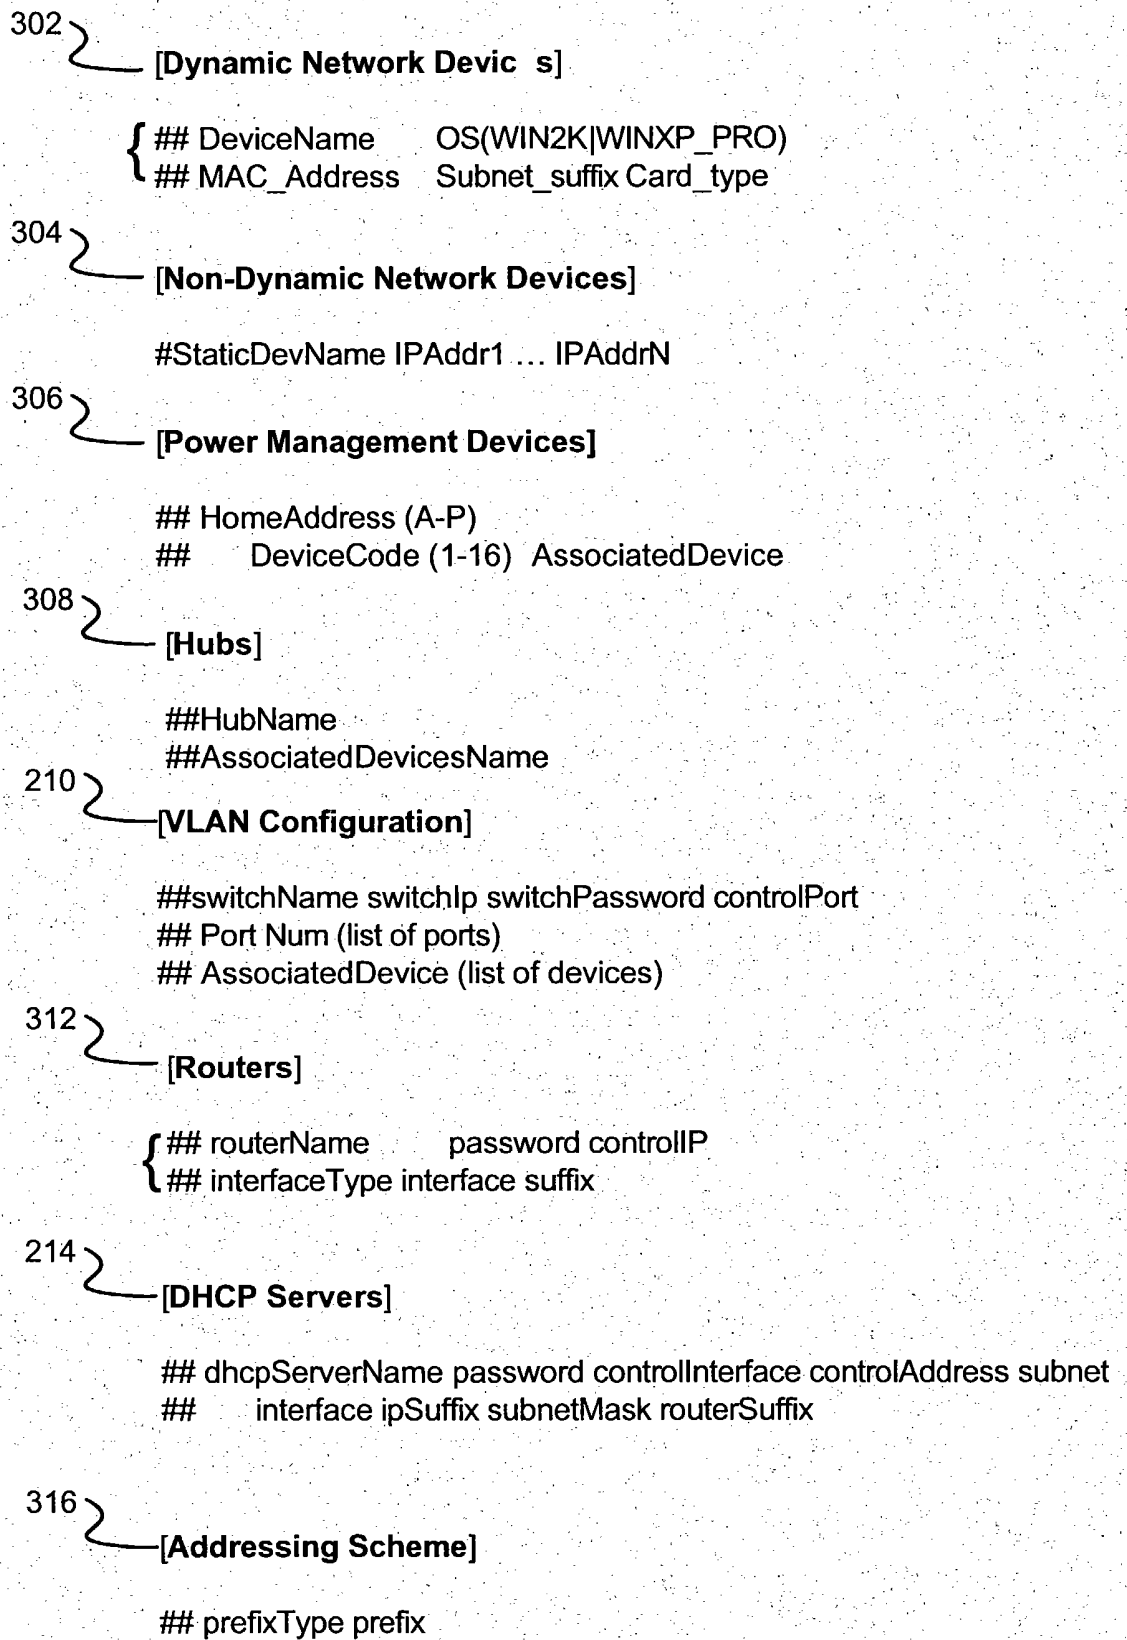 302
[Dynamic Network Devic s]
## DeviceName OS(WIN2K|WINXP_PRO)
## MAC_Address Subnet_suffix Card_type
304
[Non-Dynamic Network Devices]
#StaticDevName IPAddr1 ... IPAddrN
306
[Power Management Devices]
## HomeAddress (A-P)
## DeviceCode (1-16) AssociatedDevice
308
[Hubs]
##HubName
##AssociatedDevicesName
210
[VLAN Configuration]
##switchName switchIp switchPassword controlPort
## Port Num (list of ports)
## AssociatedDevice (list of devices)
312
[Routers]
## routerName password controlIP
## interfaceType interface suffix
214
[DHCP Servers]
## dhcpServerName password controlInterface controlAddress subnet
## interface ipSuffix subnetMask routerSuffix
316
[Addressing Scheme]
## prefixType prefix